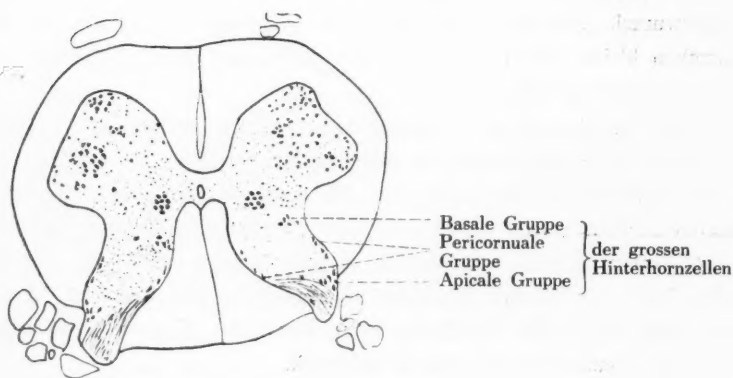 Basale Gruppe
Pericornuale
Gruppe
Apicale Gruppe
der grossen
Hinterhornzellen